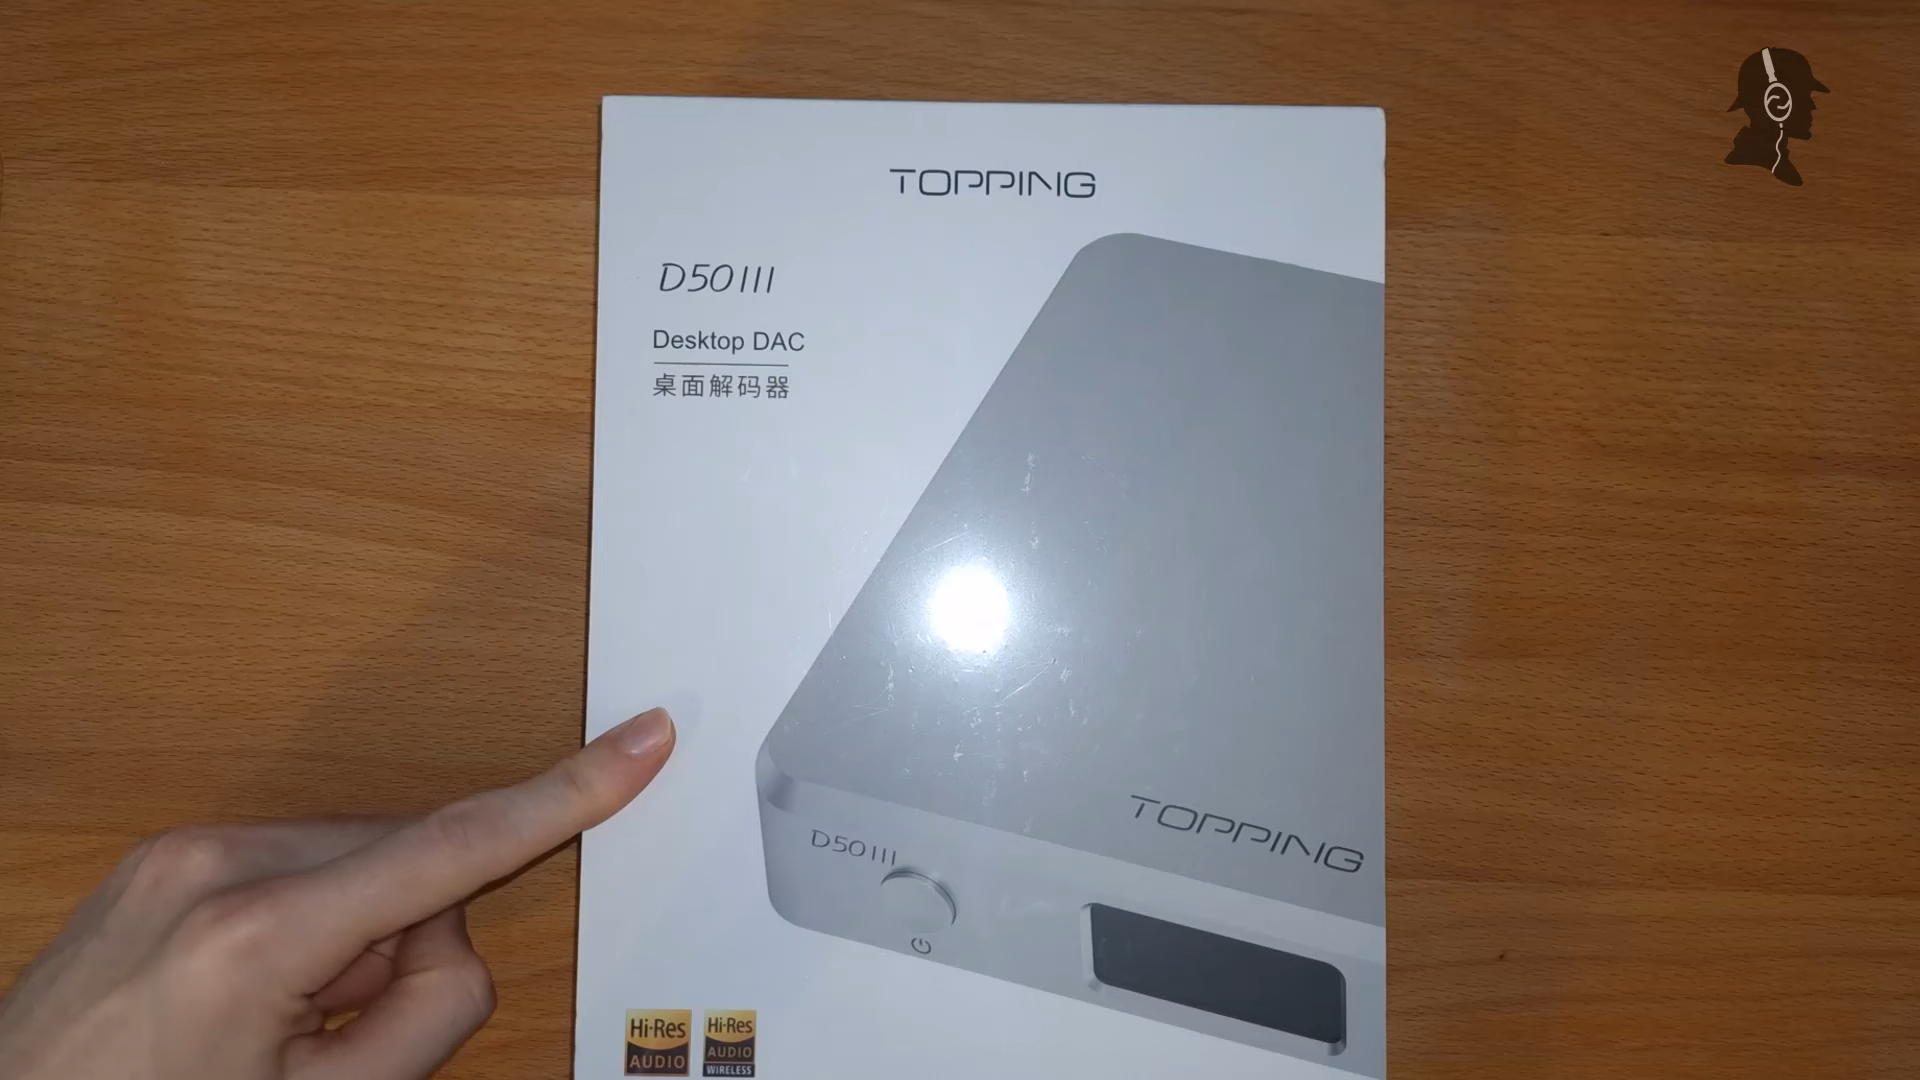 TOPPING
D50III
Desktop DAC
桌面解码器
TOPPING
D50III
Hi-Res
AUDIO
Hi-Res
AUDIO
WIRELESS